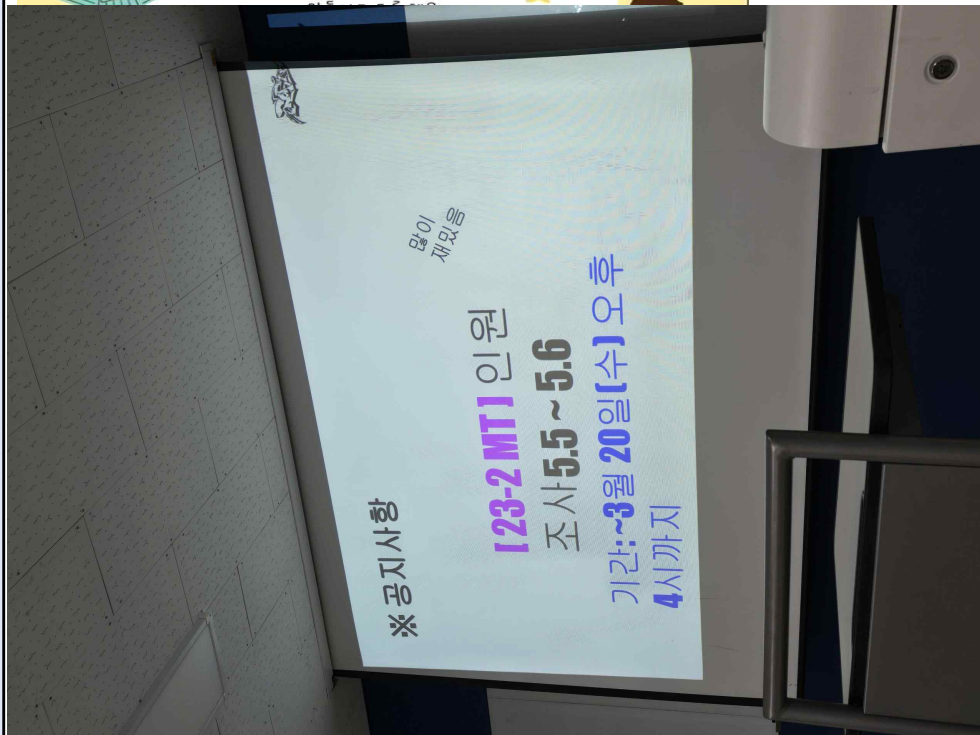 ※공지사항
많이
재밌음
[23-2 MT] 인원
조사5.5 ~ 5.6
기간: ~3월 20일(수) 오후
4시까지